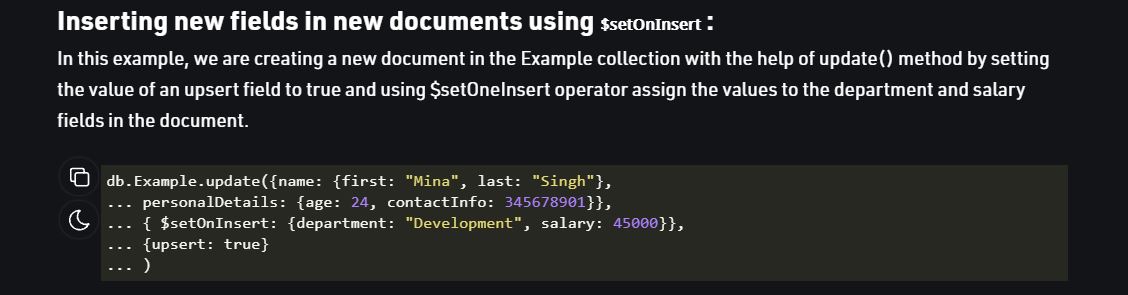 Inserting new fields in new documents using $setOnInsert :
In this example, we are creating a new document in the Example collection with the help of update() method by setting
the value of an upsert field to true and using $setOneInsert operator assign the values to the department and salary
fields in the document.
db.Example.update({name: {first: "Mina", last: "Singh"},
... personalDetails: {age: 24, contactInfo: 345678901}},
... { $setOnInsert: {department: "Development", salary: 45000}},
... {upsert: true}
... )